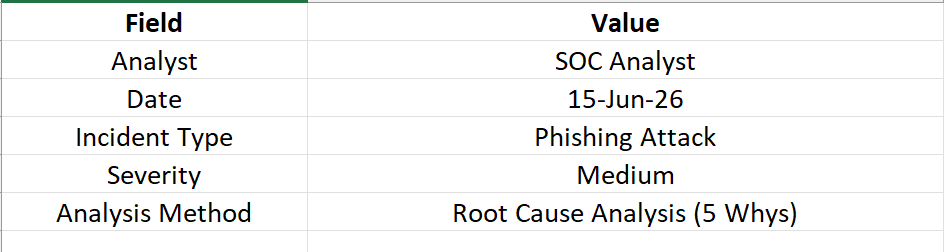 Field Value
Analyst SOC Analyst
Date 15-Jun-26
Incident Type Phishing Attack
Severity Medium
Analysis Method Root Cause Analysis (5 Whys)